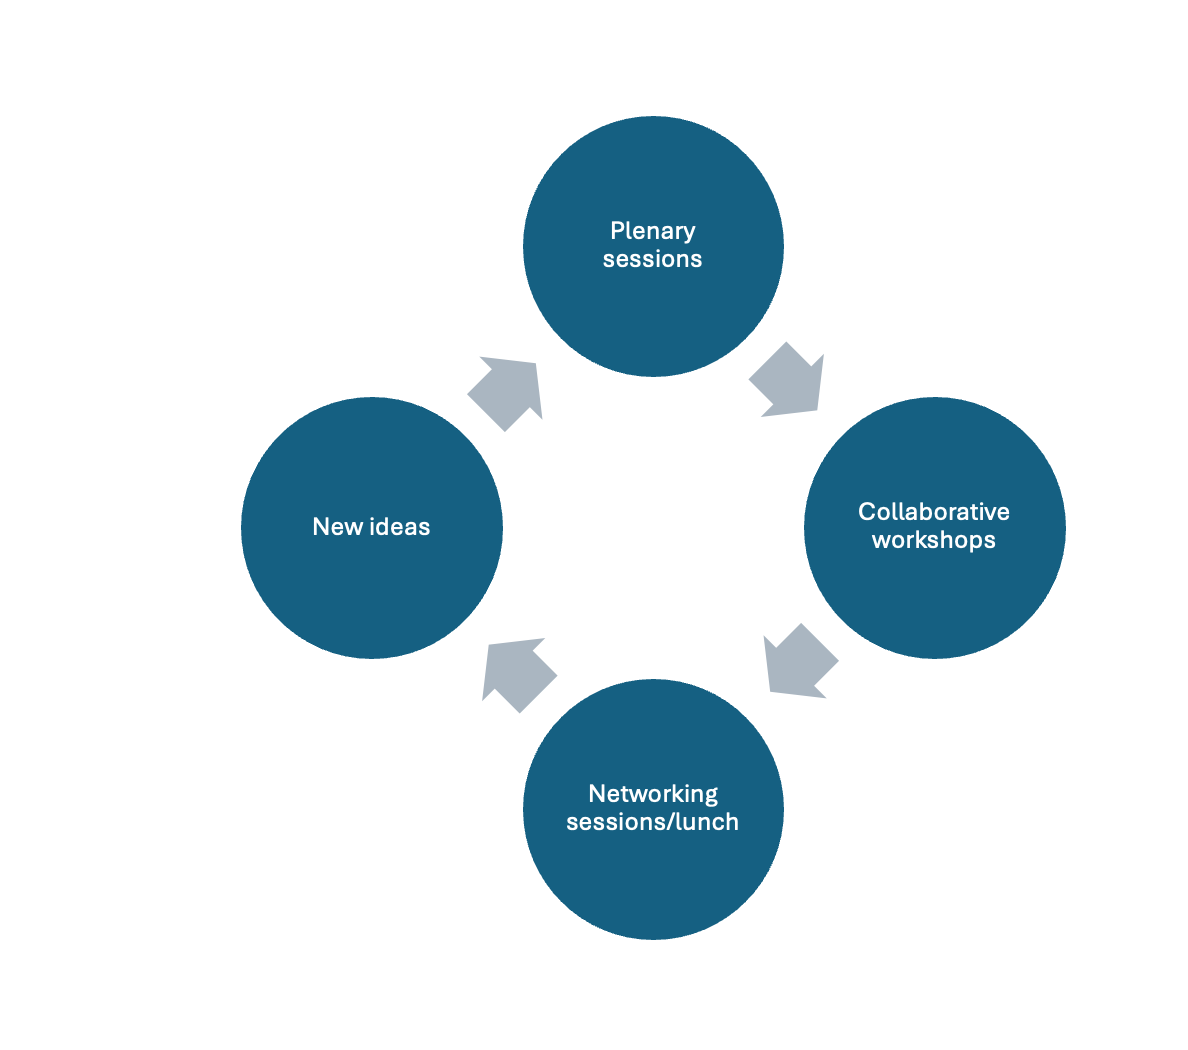 Plenary
sessions
Collaborative
workshops
Networking
sessions/lunch
New ideas